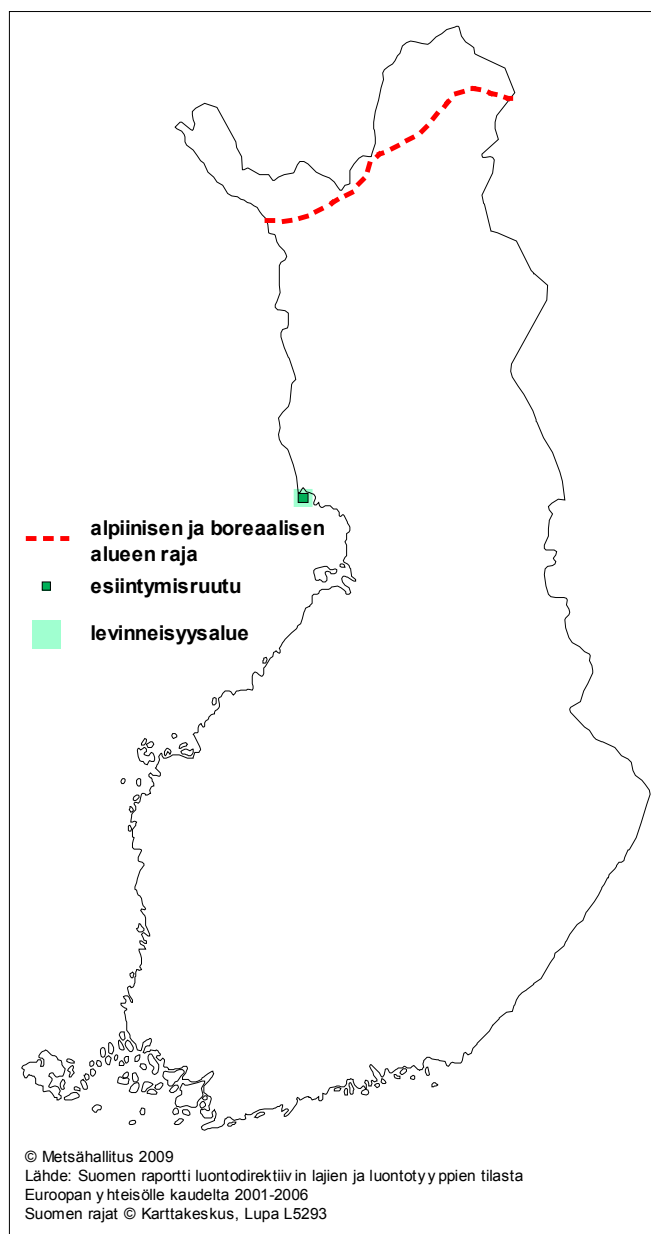 alpiinisen ja boreaalisen
alueen raja
esiintymisruutu
levinneisyysalue
© Metsähallitus 2009
Lähde: Suomen raportti luontodirektiivin lajien ja luontotyyppien tilasta
Euroopan yhteisölle kaudelta 2001-2006
Suomen rajat © Karttakeskus, Lupa L5293